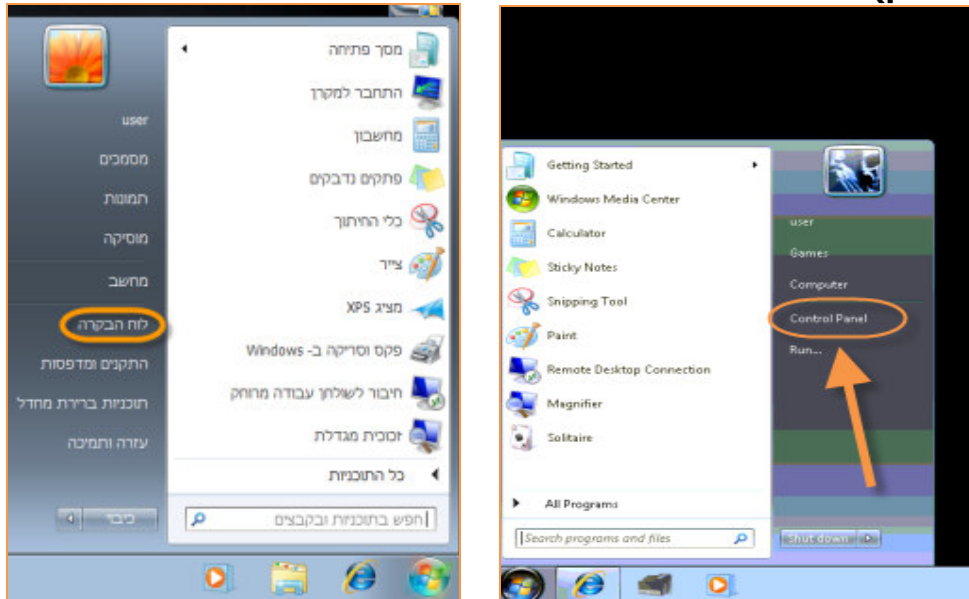 מסך פתיחה
התחבר למקרן
מחשבון
פתקים נדבקים
כלי החיתוך
צייר
מציג XPS
פקס וסריקה ב- Windows
חיבור לשולחן עבודה מרוחק
זכוכית מגדלת
כל התוכניות
חפש בתוכניות ובקבצים
user
מסמכים
תמונות
מוסיקה
מחשב
לוח הבקרה
התקנים ומדפסות
תוכניות ברירת מחדל
עזרה ותמיכה
כיבוי
Getting Started
Windows Media Center
Calculator
Sticky Notes
Snipping Tool
Paint
Remote Desktop Connection
Magnifier
Solitaire
All Programs
Search programs and files
user
Games
Computer
Control Panel
Run...
Shut down